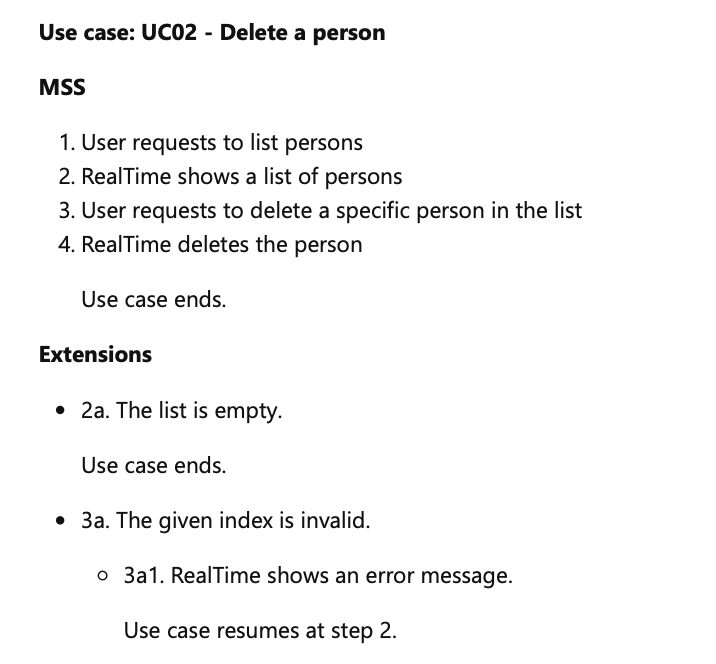 Use case: UC02 - Delete a person
MSS
1. User requests to list persons
2. RealTime shows a list of persons
3. User requests to delete a specific person in the list
4. RealTime deletes the person
Use case ends.
Extensions
• 2a. The list is empty.
Use case ends.
• 3a. The given index is invalid.
○ 3a1. RealTime shows an error message.
Use case resumes at step 2.